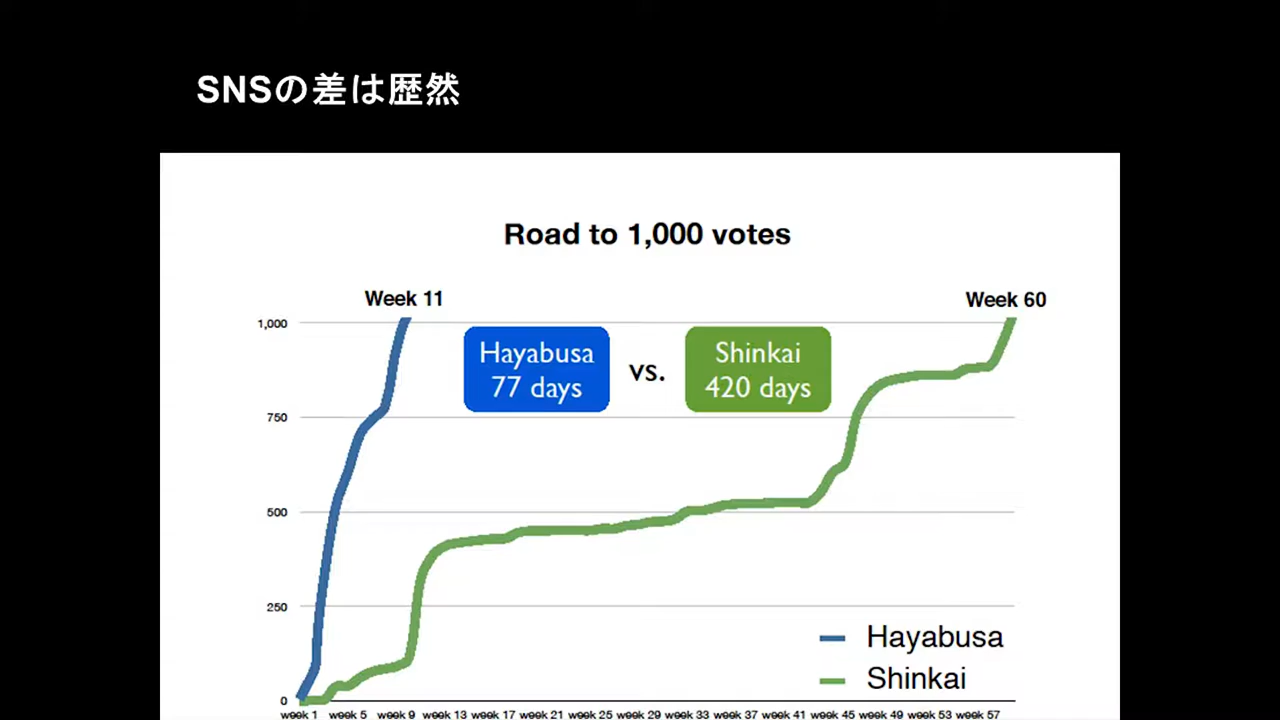 SNSの差は歴然
Road to 1,000 votes
Week 11
Week 60
1,000
Hayabusa
77 days
vs.
Shinkai
420 days
750
500
250
Hayabusa
Shinkai
0
week 1 week 5 week 9 week 13 week 17 week 21 week 25 week 29 week 33 week 37 week 41 week 45 week 49 week 53 week 57